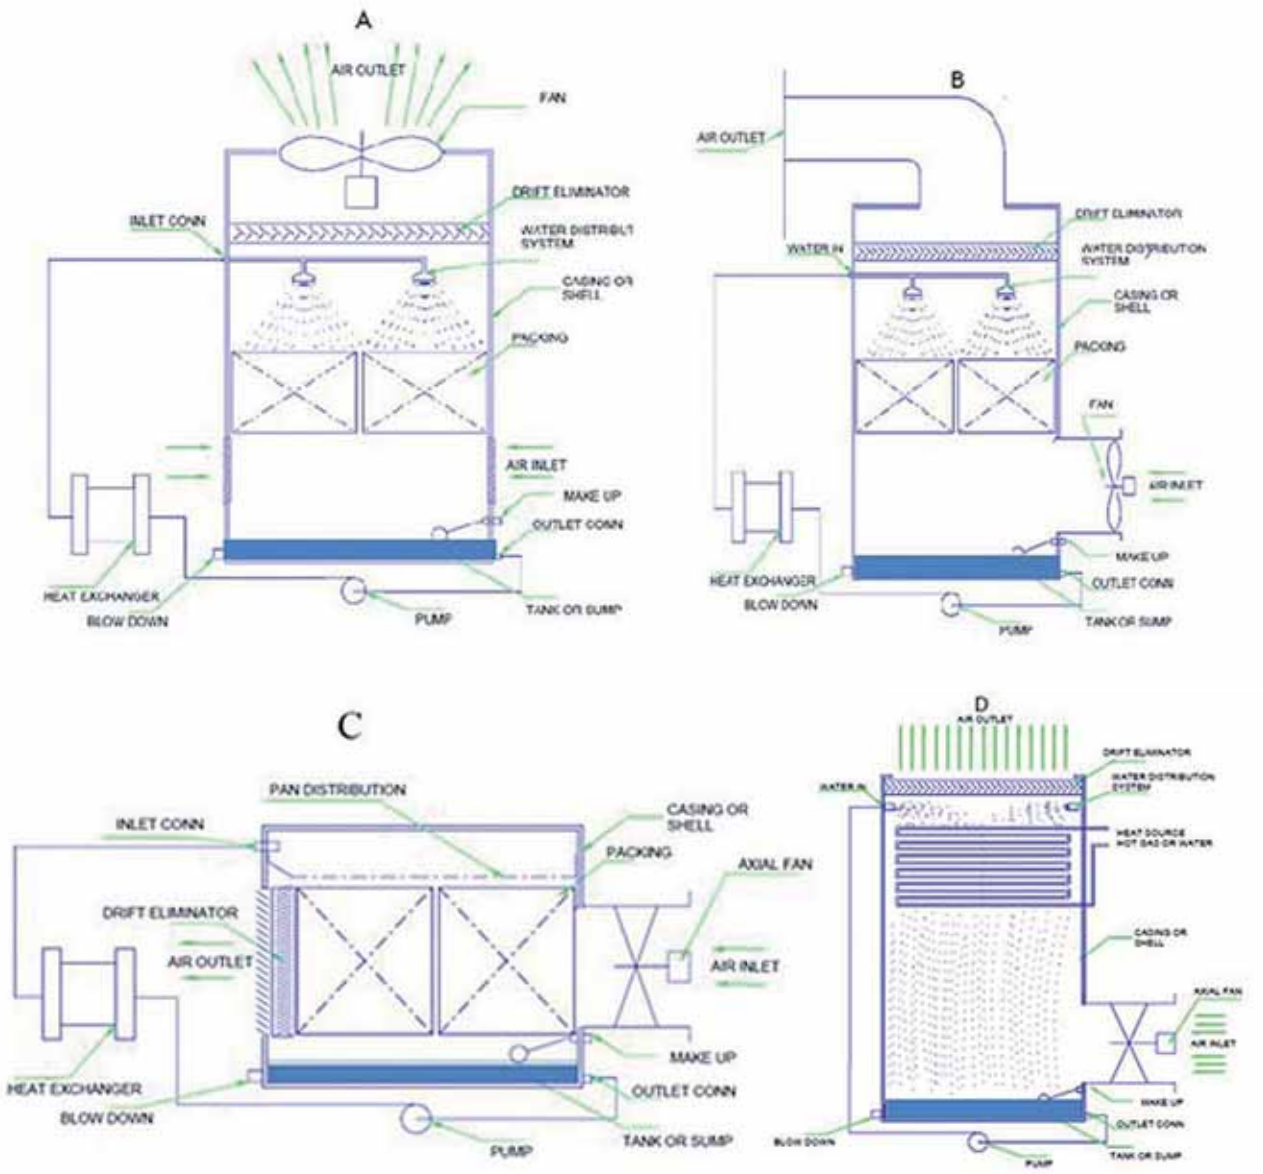 A
AIR OUTLET
FAN
DRIFT ELIMINATOR
INLET CONN
WATER DISTRIBUT
SYSTEM
CASING OR
SHELL
PACKING
AIR INLET
MAKE UP
OUTLET CONN
HEAT EXCHANGER
BLOW DOWN
PUMP
TANK OR SUMP
B
AIR OUTLET
DRIFT ELIMINATOR
WATER IN
WATER DISTRIBUTION
SYSTEM
CASING OR
SHELL
PACKING
FAN
AIR INLET
MAKE UP
HEAT EXCHANGER
OUTLET CONN
BLOW DOWN
TANK OR SUMP
PUMP
C
PAN DISTRIBUTION
INLET CONN
CASING OR
SHELL
PACKING
AXIAL FAN
DRIFT ELIMINATOR
AIR OUTLET
AIR INLET
MAKE UP
HEAT EXCHANGER
OUTLET CONN
BLOW DOWN
TANK OR SUMP
PUMP
D
AIR OUTLET
DRIFT ELIMINATOR
WATER IN
WATER DISTRIBUTION
SYSTEM
HEAT SOURCE
HOT GAS OR WATER
CASING OR
SHELL
AXIAL FAN
AIR INLET
MAKE UP
OUTLET CONN
BLOW DOWN
TANK OR SUMP
PUMP